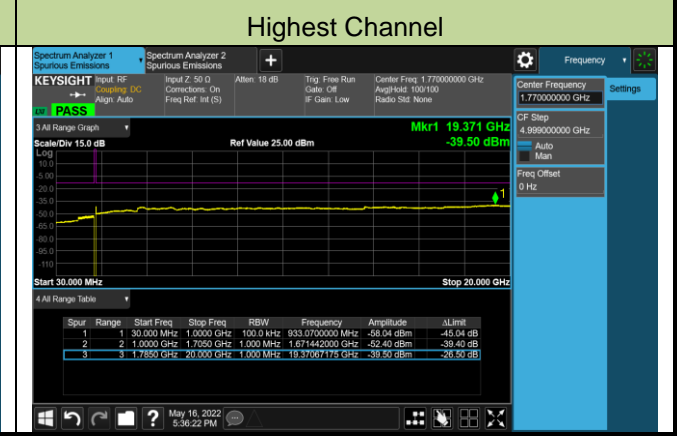 Highest Channel
Spectrum Analyzer 1
Spurious Emissions
Spectrum Analyzer 2
Spurious Emissions
+
Frequency
KEYSIGHT
PASS
Input: RF
Coupling: DC
Align: Auto
Input Z: 50 Ω
Corrections: On
Freq Ref: Int (S)
Atten: 18 dB
Trig: Free Run
Gate: Off
IF Gain: Low
Center Freq: 1.770000000 GHz
Avg|Hold: 100/100
Radio Std: None
Center Frequency
1.770000000 GHz
Settings
CF Step
4.999000000 GHz
Auto
Man
Freq Offset
0 Hz
3 All Range Graph
Mkr1 19.371 GHz
Scale/Div 15.0 dB
Ref Value 25.00 dBm
-39.50 dBm
Log
10.0
-5.00
-20.0
-35.0
-50.0
-65.0
-80.0
-95.0
-110
1
Start 30.000 MHz
Stop 20.000 GHz
4 All Range Table
Spur Range Start Freq Stop Freq RBW Frequency Amplitude ΔLimit
1 1 30.000 MHz 1.0000 GHz 100.0 kHz 933.0700000 MHz -58.04 dBm -45.04 dB
2 2 1.0000 GHz 1.7050 GHz 1.000 MHz 1.671442000 GHz -52.40 dBm -39.40 dB
3 3 1.7850 GHz 20.000 GHz 1.000 MHz 19.37067175 GHz -39.50 dBm -26.50 dB
?
May 16, 2022
5:36:22 PM